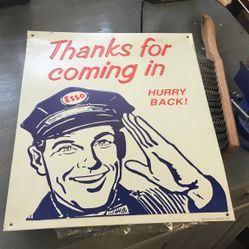 Thanks for
coming in
HURRY
BACK!
Esso